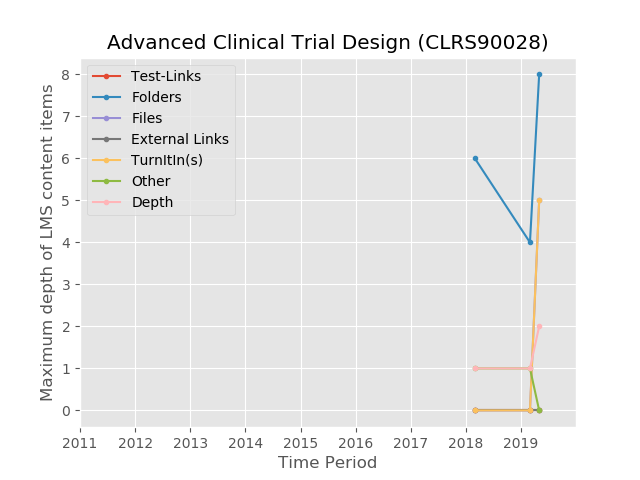 Advanced Clinical Trial Design (CLRS90028)
Test-Links
Folders
Files
External Links
TurnItIn(s)
Other
Depth
Maximum depth of LMS content items
8
7
6
5
4
3
2
1
0
2011 2012 2013 2014 2015 2016 2017 2018 2019
Time Period